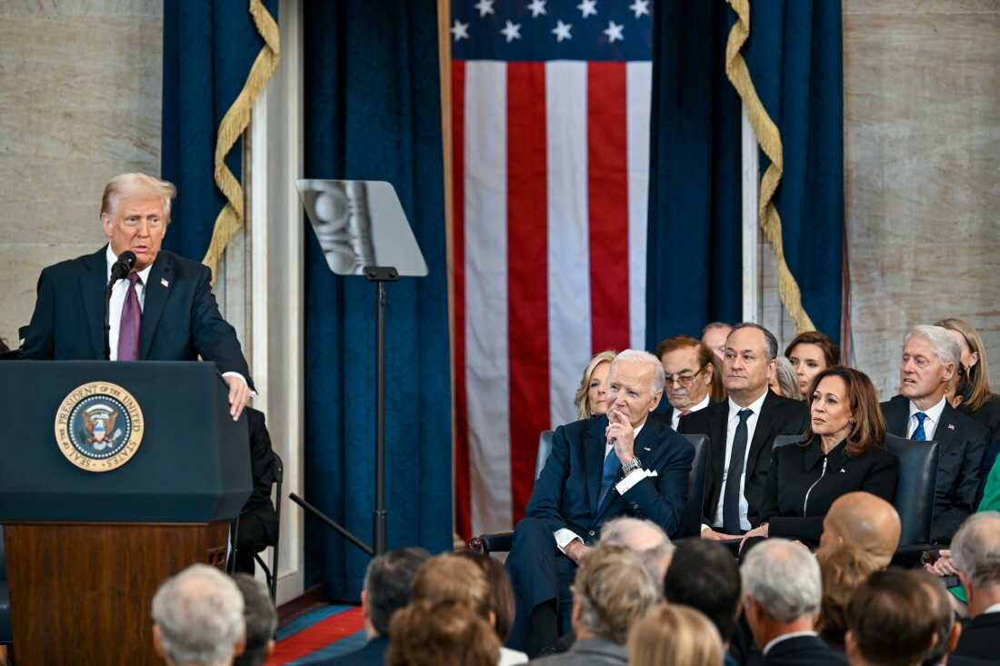 SEAL OF THE PRESIDENT OF THE UNITED STATES